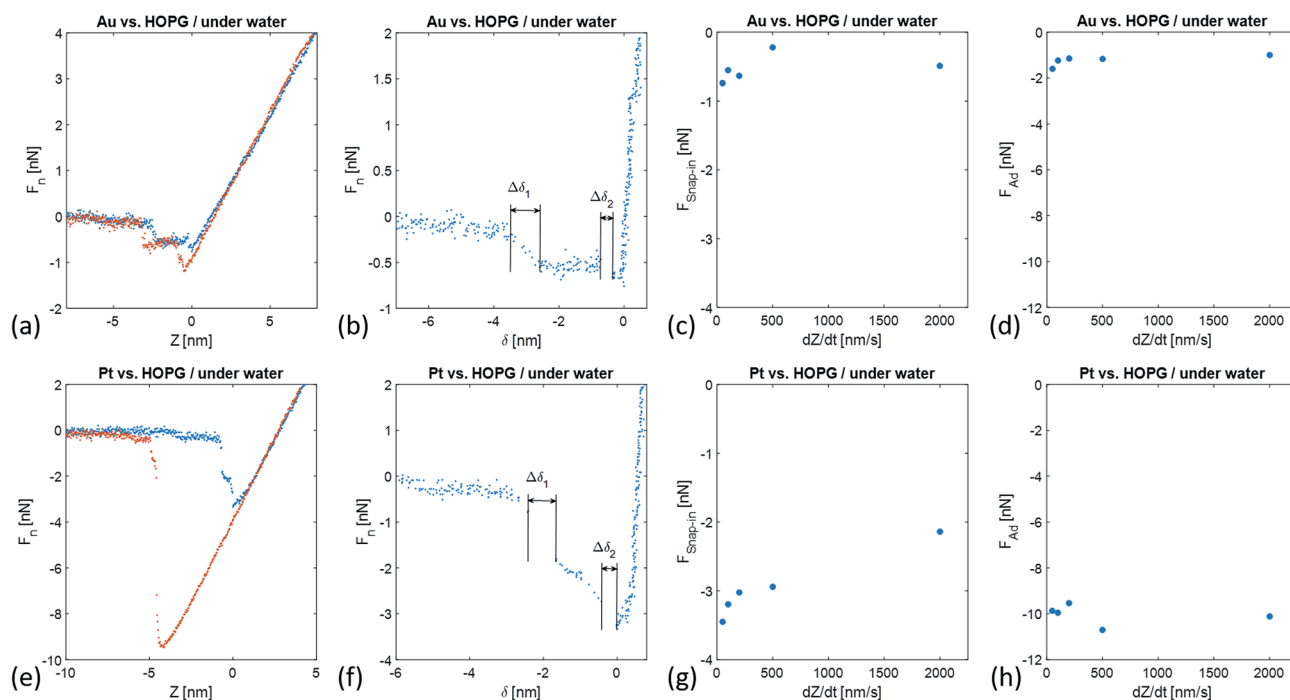 Au vs. HOPG / under water
F_n [nN]
4
3
2
1
0
-1
-2
-5
0
5
Z [nm]
(a)
Au vs. HOPG / under water
F_n [nN]
2
1.5
1
0.5
0
-0.5
-1
Δδ_1
Δδ_2
-6
-4
-2
0
δ [nm]
(b)
Au vs. HOPG / under water
F_Snap-in [nN]
-0
-1
-2
-3
-4
0
500
1000
1500
2000
dZ/dt [nm/s]
(c)
Au vs. HOPG / under water
F_Ad [nN]
-0
-2
-4
-6
-8
-10
-12
0
500
1000
1500
2000
dZ/dt [nm/s]
(d)
Pt vs. HOPG / under water
F_n [nN]
2
0
-2
-4
-6
-8
-10
-10
-5
0
5
Z [nm]
(e)
Pt vs. HOPG / under water
F_n [nN]
2
1
0
-1
-2
-3
-4
Δδ_1
Δδ_2
-6
-4
-2
0
δ [nm]
(f)
Pt vs. HOPG / under water
F_Snap-in [nN]
-0
-1
-2
-3
-4
0
500
1000
1500
2000
dZ/dt [nm/s]
(g)
Pt vs. HOPG / under water
F_Ad [nN]
-0
-2
-4
-6
-8
-10
-12
0
500
1000
1500
2000
dZ/dt [nm/s]
(h)